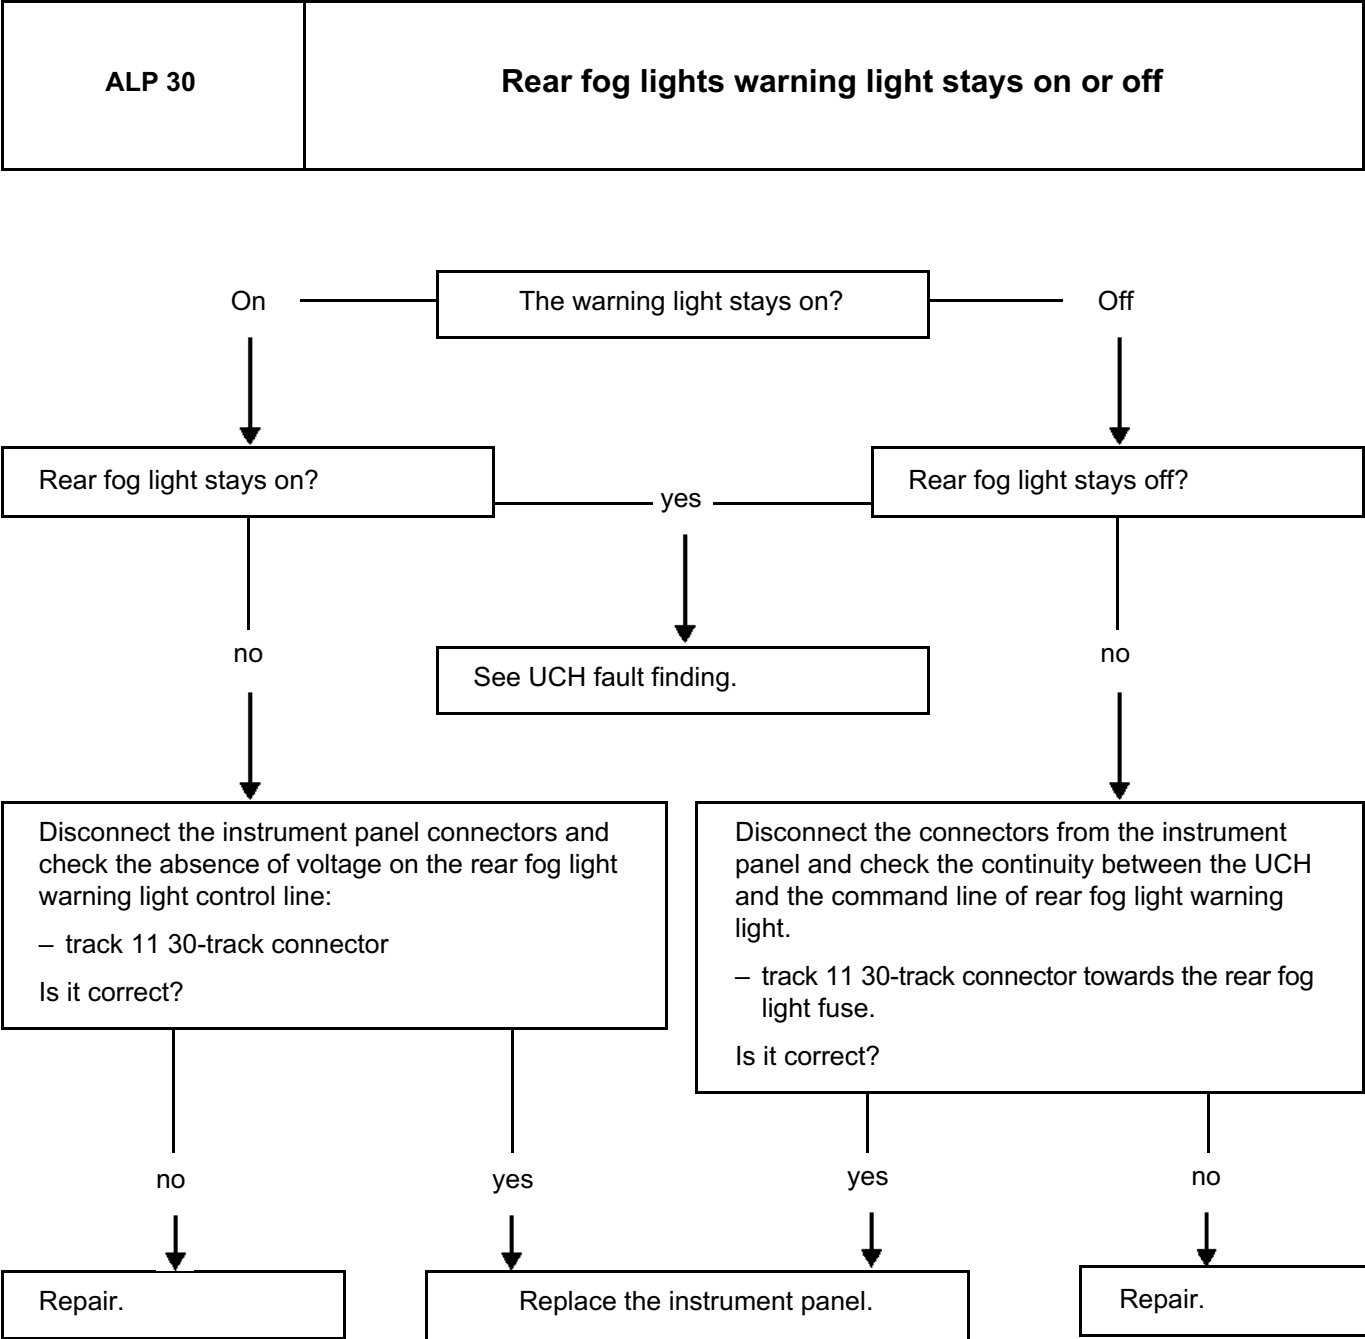 ALP 30
Rear fog lights warning light stays on or off
On
The warning light stays on?
Off
Rear fog light stays on?
yes
Rear fog light stays off?
no
See UCH fault finding.
no
Disconnect the instrument panel connectors and
check the absence of voltage on the rear fog light
warning light control line:
– track 11 30-track connector
Is it correct?
Disconnect the connectors from the instrument
panel and check the continuity between the UCH
and the command line of rear fog light warning
light.
– track 11 30-track connector towards the rear fog
light fuse.
Is it correct?
no
yes
yes
no
Repair.
Replace the instrument panel.
Repair.